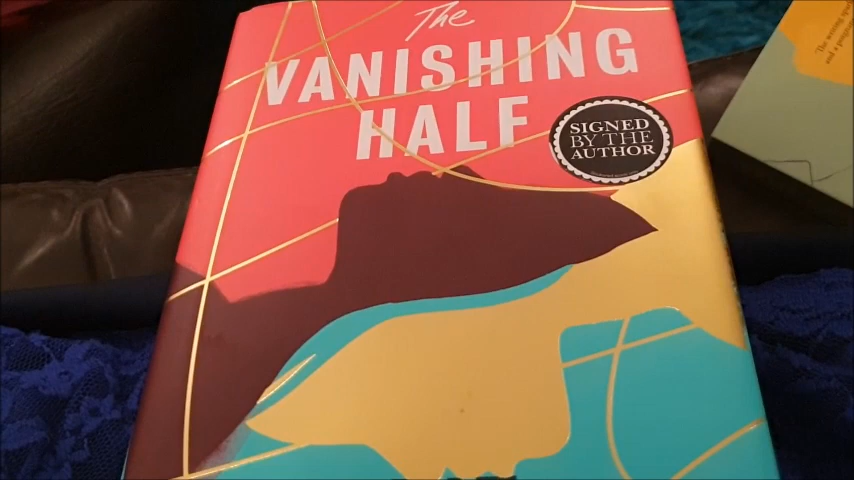 The
VANISHING
HALF
SIGNED
BY THE
AUTHOR